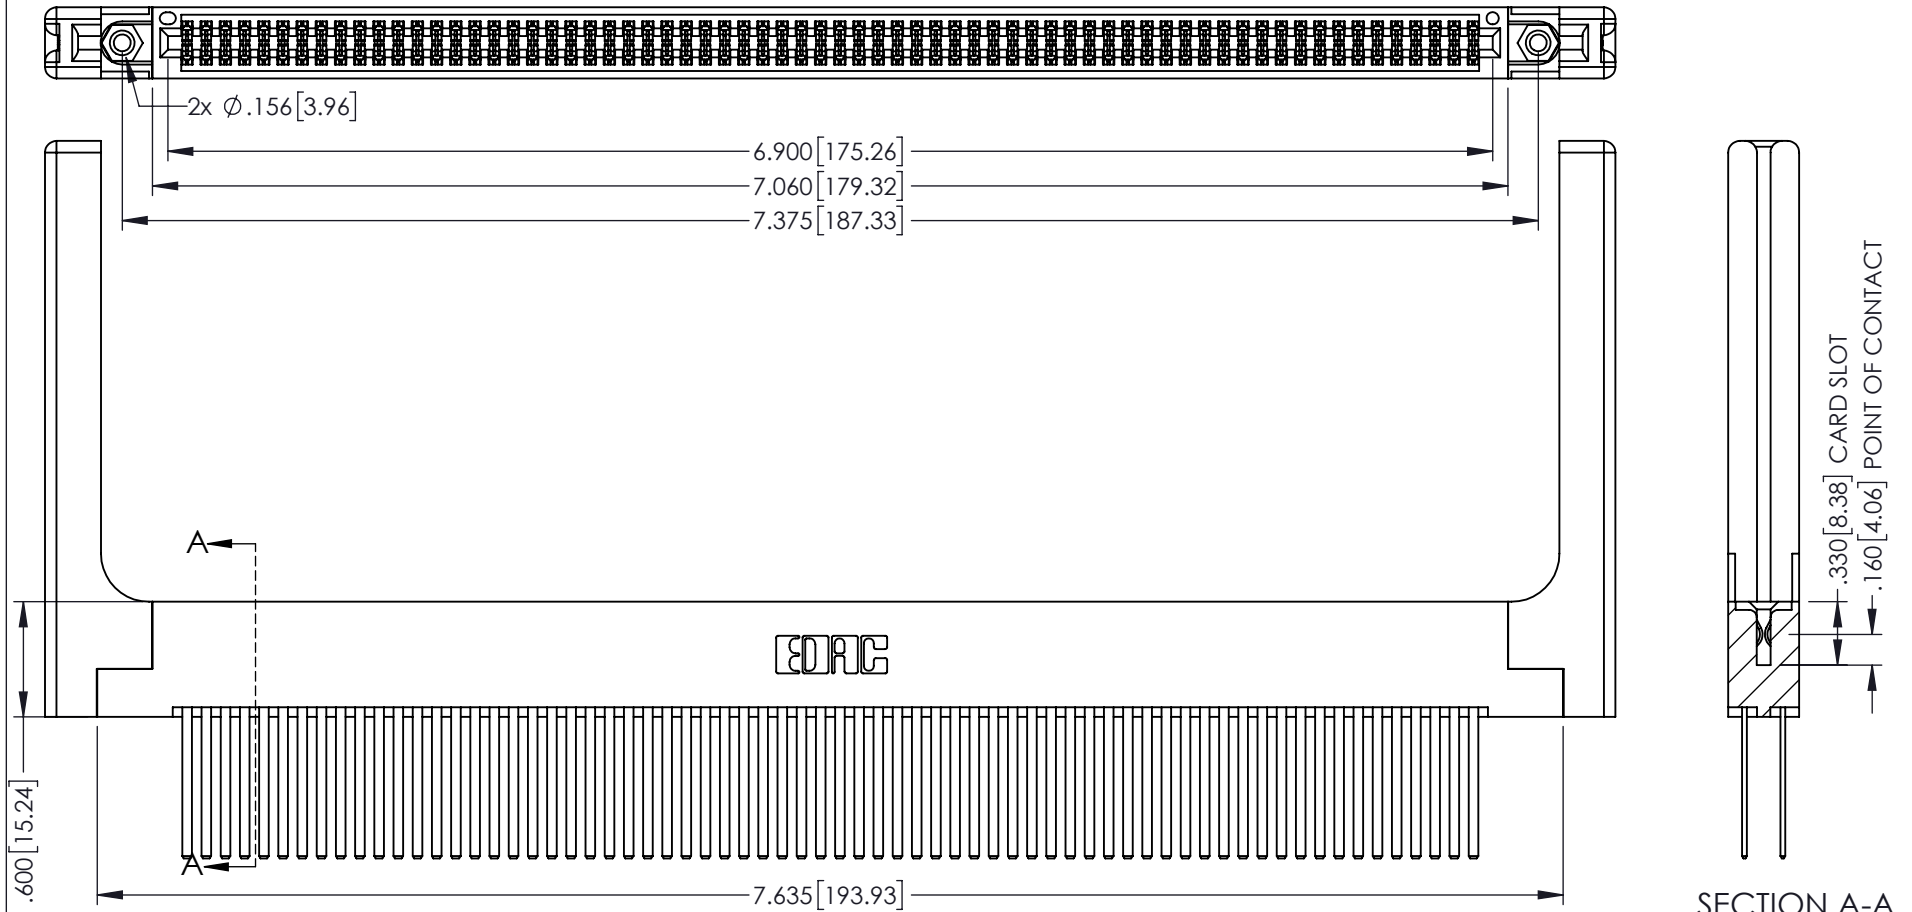 2x Ø.156[3.96]
6.900[175.26]
7.060[179.32]
7.375[187.33]
.330[8.38] CARD SLOT
.160[4.06] POINT OF CONTACT
A
EDAC
A
.600[15.24]
7.635[193.93]
SECTION A-A